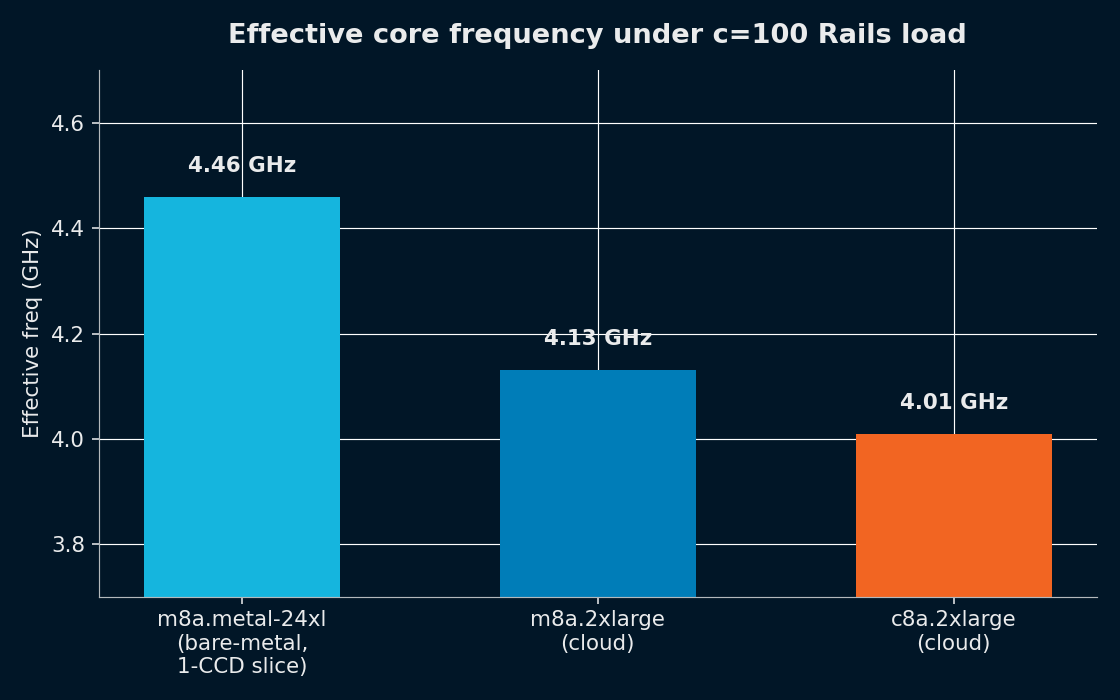 Effective core frequency under c=100 Rails load
Effective freq (GHz)
4.6
4.4
4.2
4.0
3.8
4.46 GHz
4.13 GHz
4.01 GHz
m8a.metal-24xl
(bare-metal,
1-CCD slice)
m8a.2xlarge
(cloud)
c8a.2xlarge
(cloud)